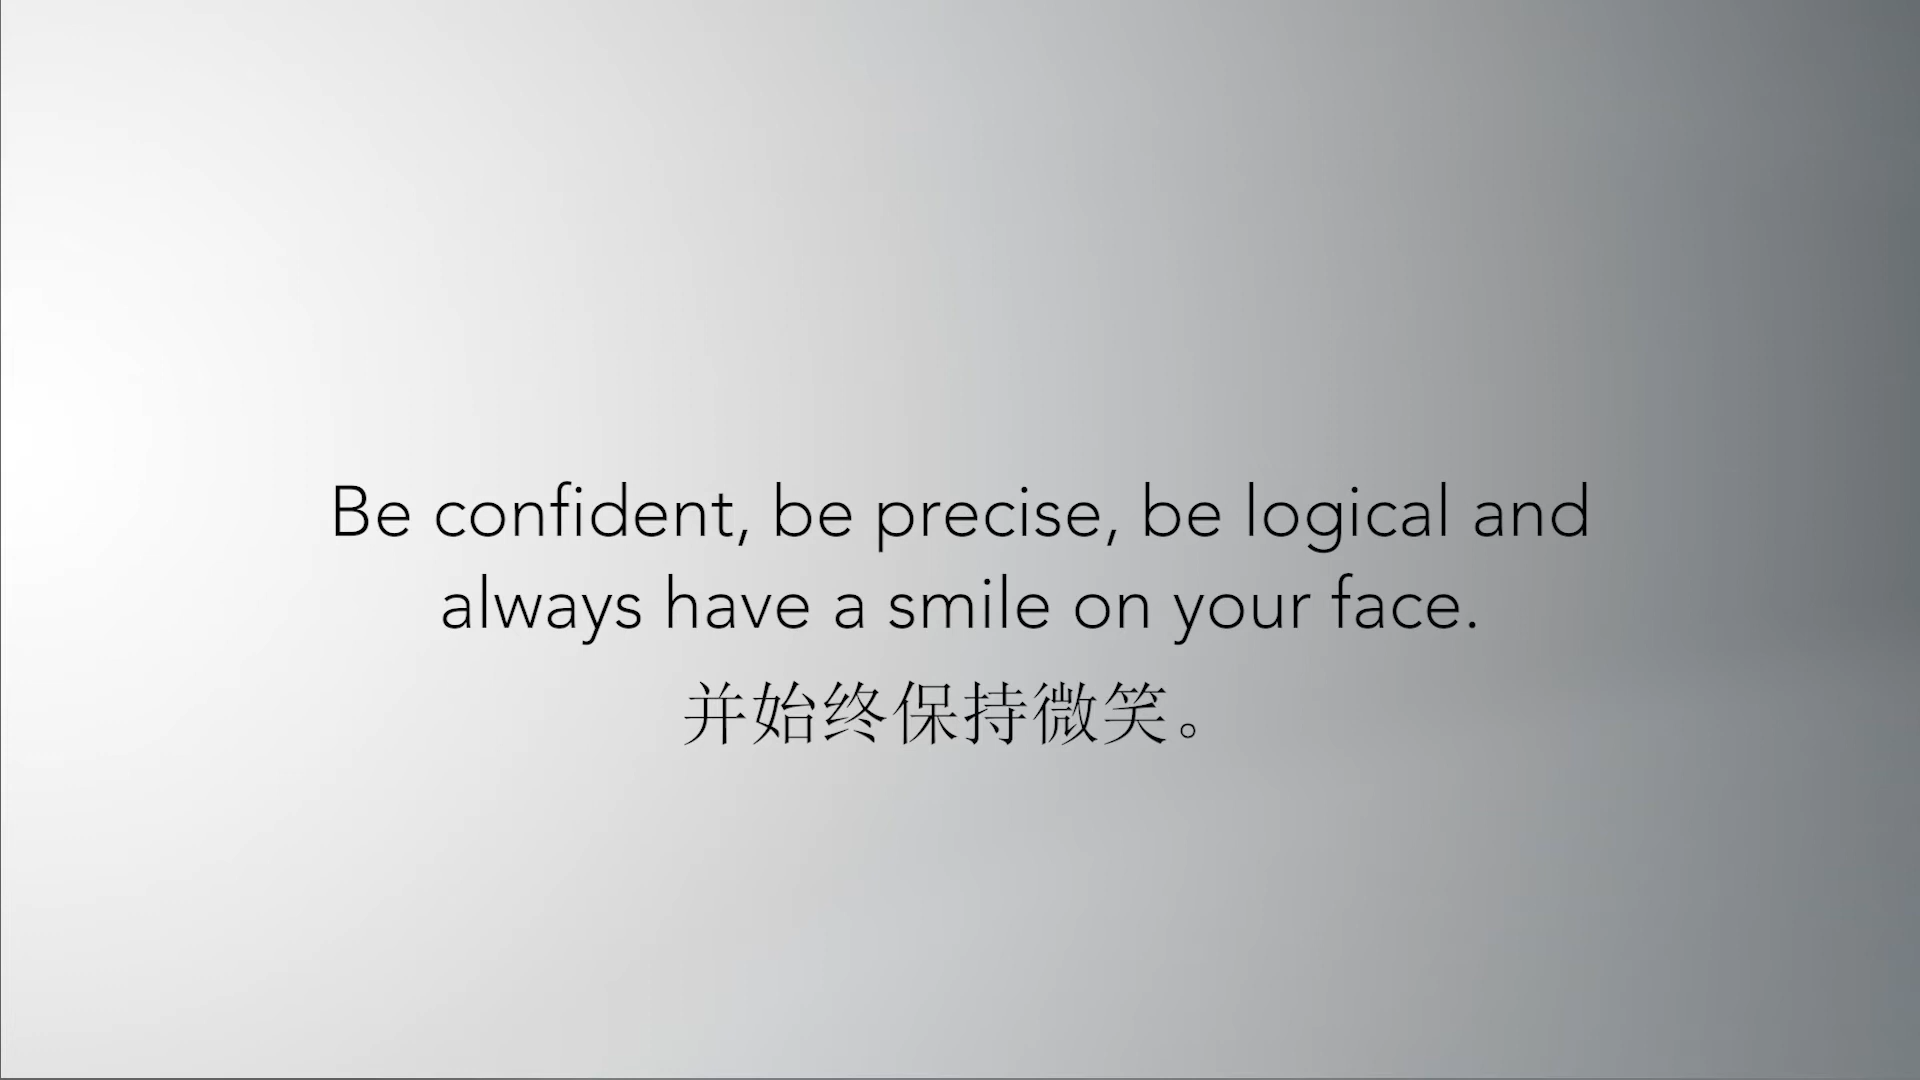 Be confident, be precise, be logical and
always have a smile on your face.
并始终保持微笑。